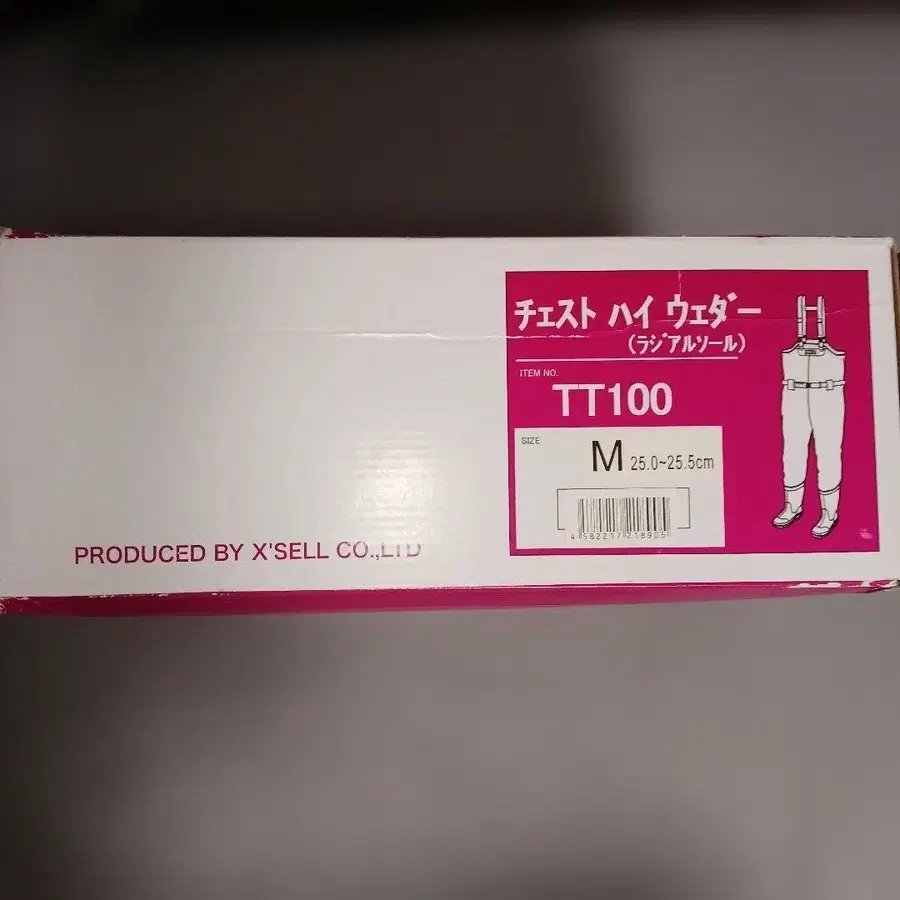 チェスト ハイ ウェダー
(ラジアルソール)
ITEM NO.
TT100
SIZE
M 25.0~25.5cm
4582217218905
PRODUCED BY X'SELL CO.,LTD